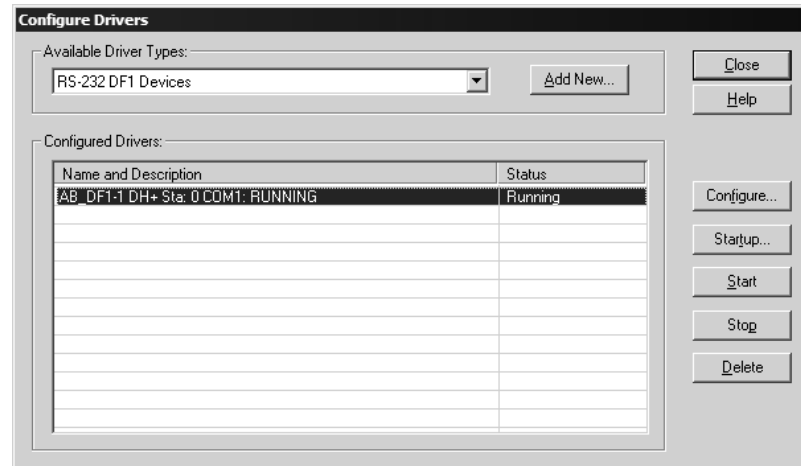 Configure Drivers
Available Driver Types:
RS-232 DF1 Devices
Add New...
Close
Help
Configured Drivers:
Name and Description Status
AB_DF1-1 DH+ Sta: 0 COM1: RUNNING Running
Configure...
Startup...
Start
Stop
Delete